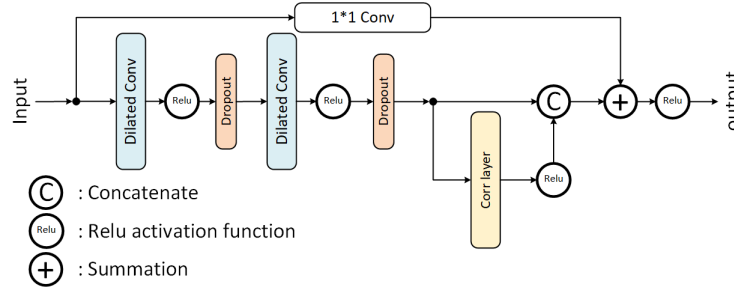 1*1 Conv
Input
Dilated Conv
Relu
Dropout
Dilated Conv
Relu
Dropout
C
+
Relu
output
Corr layer
Relu
C : Concatenate
Relu : Relu activation function
+ : Summation